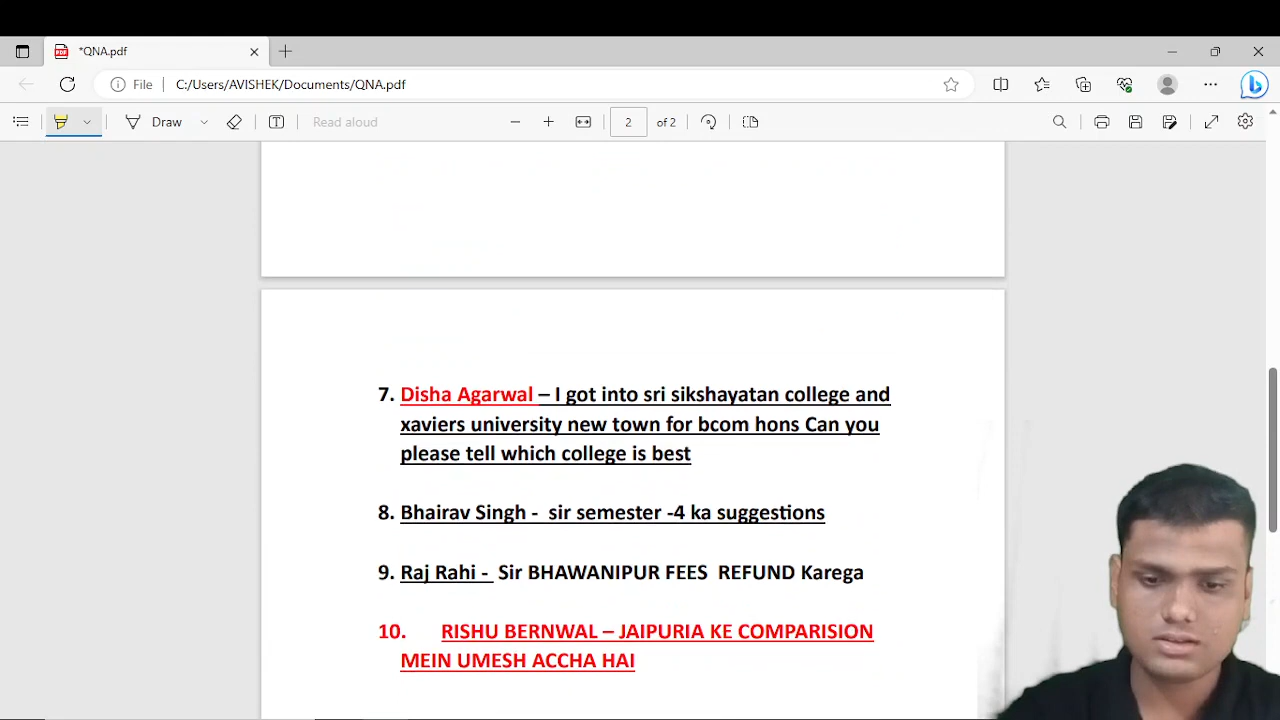 *QNA.pdf
File C:/Users/AVISHEK/Documents/QNA.pdf
Draw Read aloud 2 of 2
7. Disha Agarwal – I got into sri sikshayatan college and
xaviers university new town for bcom hons Can you
please tell which college is best
8. Bhairav Singh - sir semester -4 ka suggestions
9. Raj Rahi - Sir BHAWANIPUR FEES REFUND Karega
10. RISHU BERNWAL – JAIPURIA KE COMPARISION
MEIN UMESH ACCHA HAI